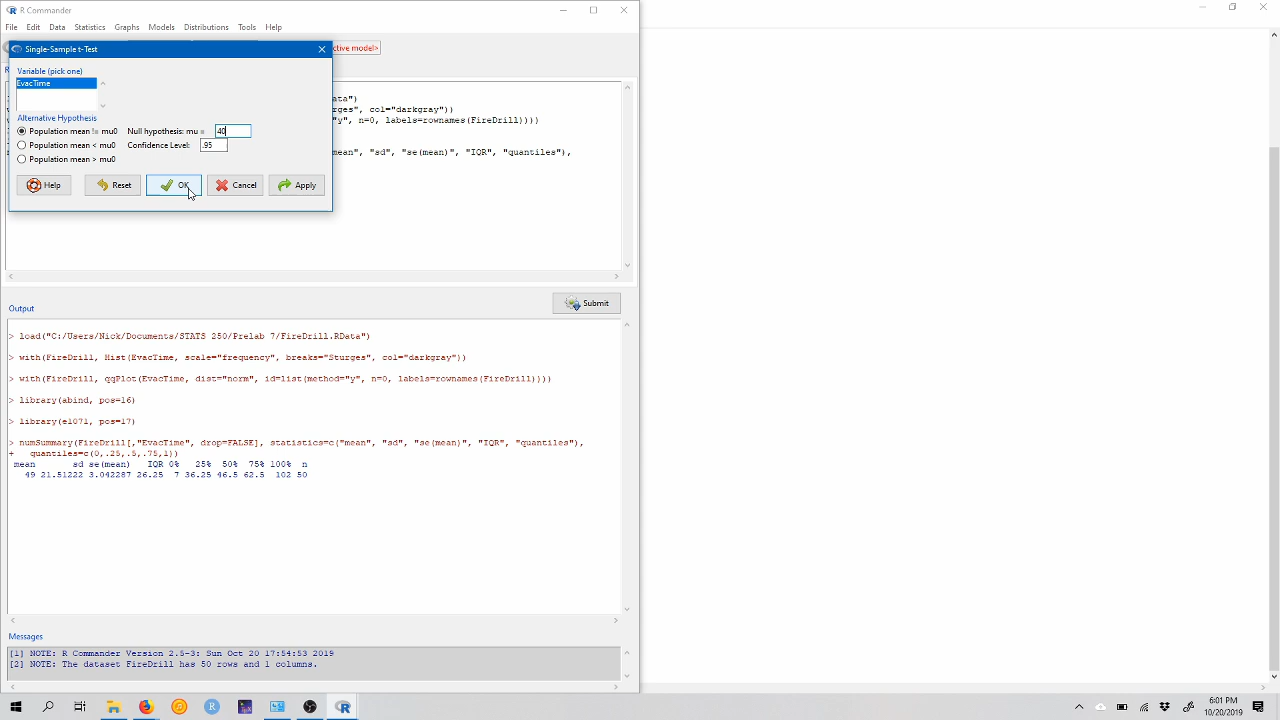 R Commander
File Edit Data Statistics Graphs Models Distributions Tools Help
Single-Sample t-Test
ctive model>
Variable (pick one)
EvacTime
Alternative Hypothesis
Population mean != mu0 Null hypothesis: mu = 40
Population mean < mu0 Confidence Level: .95
Population mean > mu0
Help Reset OK Cancel Apply
ata")
ges", col="darkgray"))
"y", n=0, labels=rownames(FireDrill))))
ean", "sd", "se(mean)", "IQR", "quantiles"),
Submit
Output
> load("C:/Users/Nick/Documents/STATS 250/Prelab 7/FireDrill.RData")
> with(FireDrill, Hist(EvacTime, scale="frequency", breaks="Sturges", col="darkgray"))
> with(FireDrill, qqPlot(EvacTime, dist="norm", id=list(method="y", n=0, labels=rownames(FireDrill))))
> library(abind, pos=16)
> library(e1071, pos=17)
> numSummary(FireDrill[,"EvacTime", drop=FALSE], statistics=c("mean", "sd", "se(mean)", "IQR", "quantiles"),
+ quantiles=c(0,.25,.5,.75,1))
mean sd se(mean) IQR 0% 25% 50% 75% 100% n
49 21.51222 3.042287 26.25 7 36.25 46.5 62.5 102 50
Messages
[1] NOTE: R Commander Version 2.5-3: Sun Oct 20 17:54:53 2019
[2] NOTE: The dataset FireDrill has 50 rows and 1 columns.
6:01 PM
10/20/2019